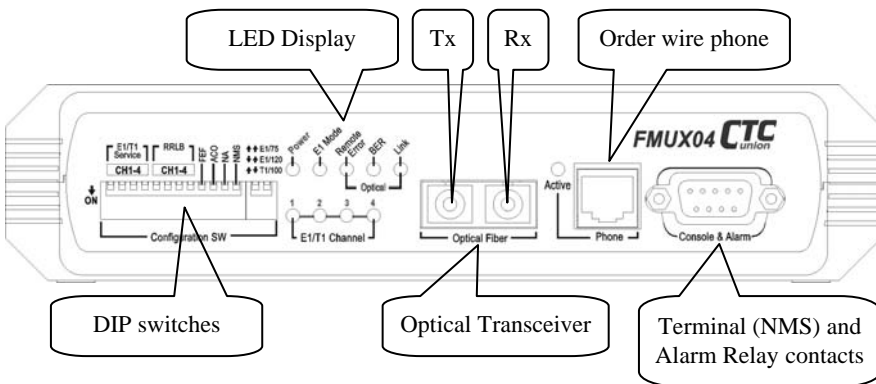 LED Display
Tx
Rx
Order wire phone
E1/T1
Service
RRLB
CH1-4
CH1-4
FEF
ACO
NA
NMS
E1/75
E1/120
T1/100
ON
Configuration SW
Power
E1 Mode
Remote
Error
BER
Link
Optical
1 2 3 4
E1/T1 Channel
Optical Fiber
Active
Phone
FMUX04 CTC
union
Console & Alarm
DIP switches
Optical Transceiver
Terminal (NMS) and
Alarm Relay contacts